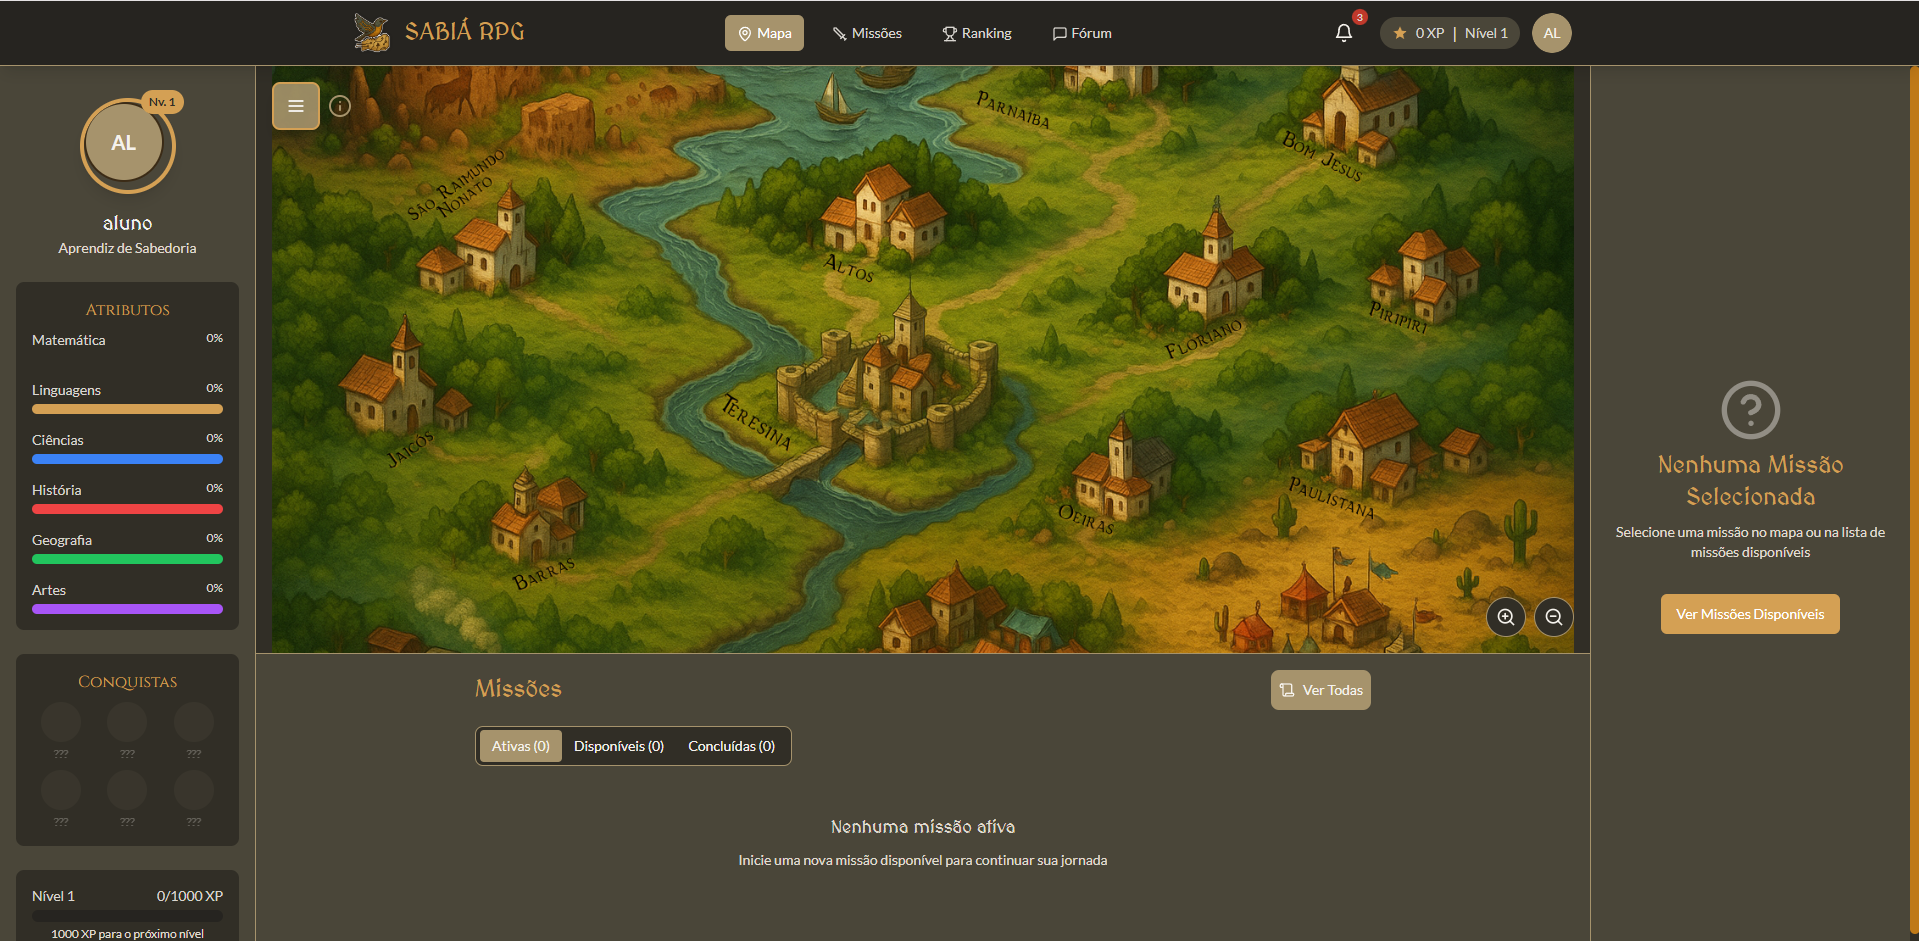 SABIÁ RPG
Mapa
Missões
Ranking
Fórum
3
0 XP | Nível 1
AL
Nv. 1
AL
aluno
Aprendiz de Sabedoria
Atributos
Matemática 0%
Linguagens 0%
Ciências 0%
História 0%
Geografia 0%
Artes 0%
Conquistas
??? ??? ???
??? ??? ???
Nível 1 0/1000 XP
1000 XP para o próximo nível
Parnaíba
Bom Jesus
São Raimundo
Nonato
Altos
Piripiri
Floriano
Teresina
Jaicós
Paulistana
Oeiras
Barras
Missões
Ver Todas
Ativas (0) Disponíveis (0) Concluídas (0)
Nenhuma missão ativa
Inicie uma nova missão disponível para continuar sua jornada
Nenhuma Missão
Selecionada
Selecione uma missão no mapa ou na lista de
missões disponíveis
Ver Missões Disponíveis